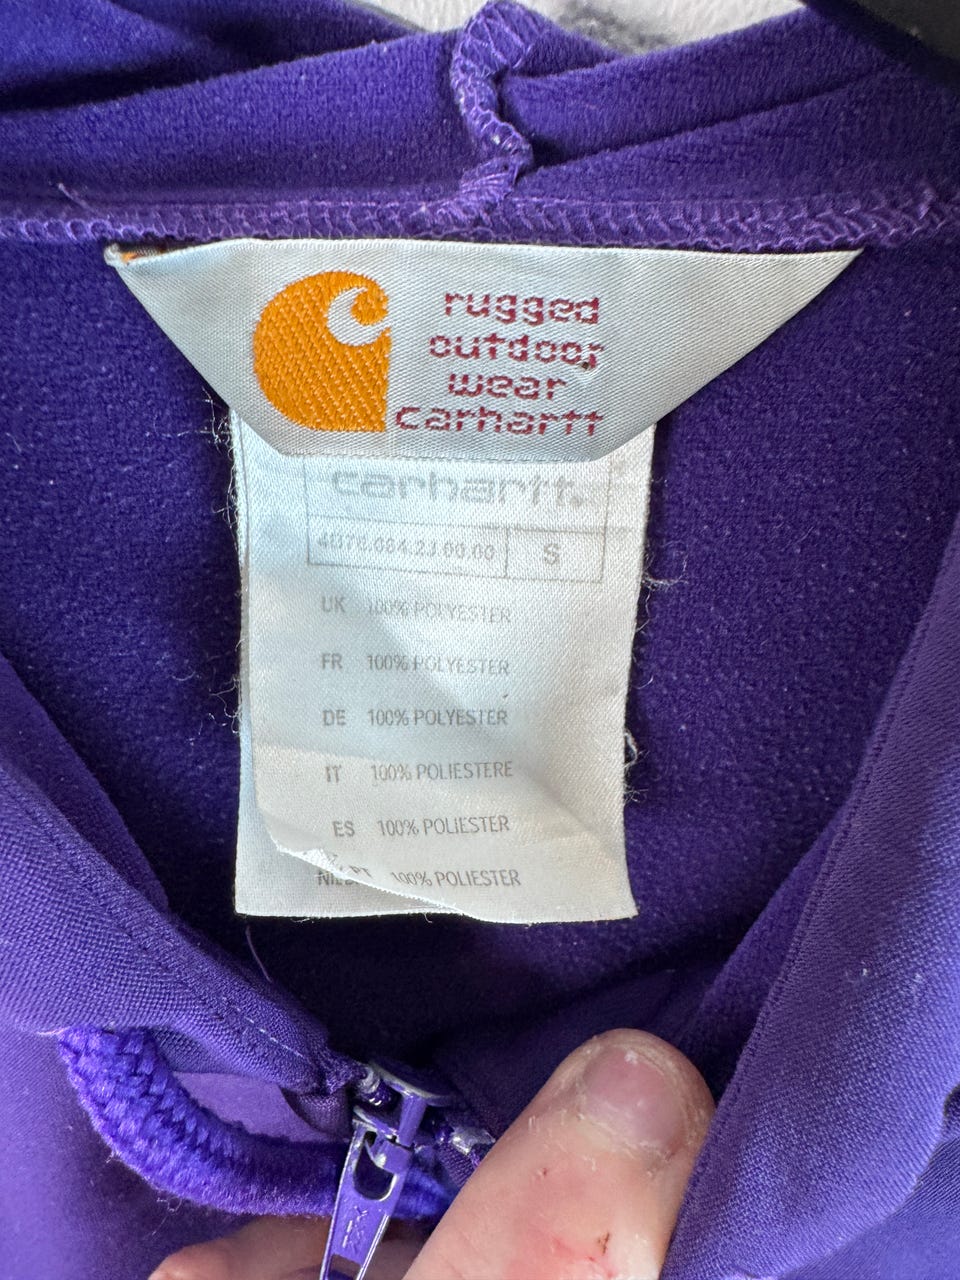 rugged
outdoor
wear
carhartt
carhartt.
S
UK 100% POLYESTER
FR 100% POLYESTER
DE 100% POLYESTER
IT 100% POLIESTERE
ES 100% POLIESTER
PT 100% POLIESTER